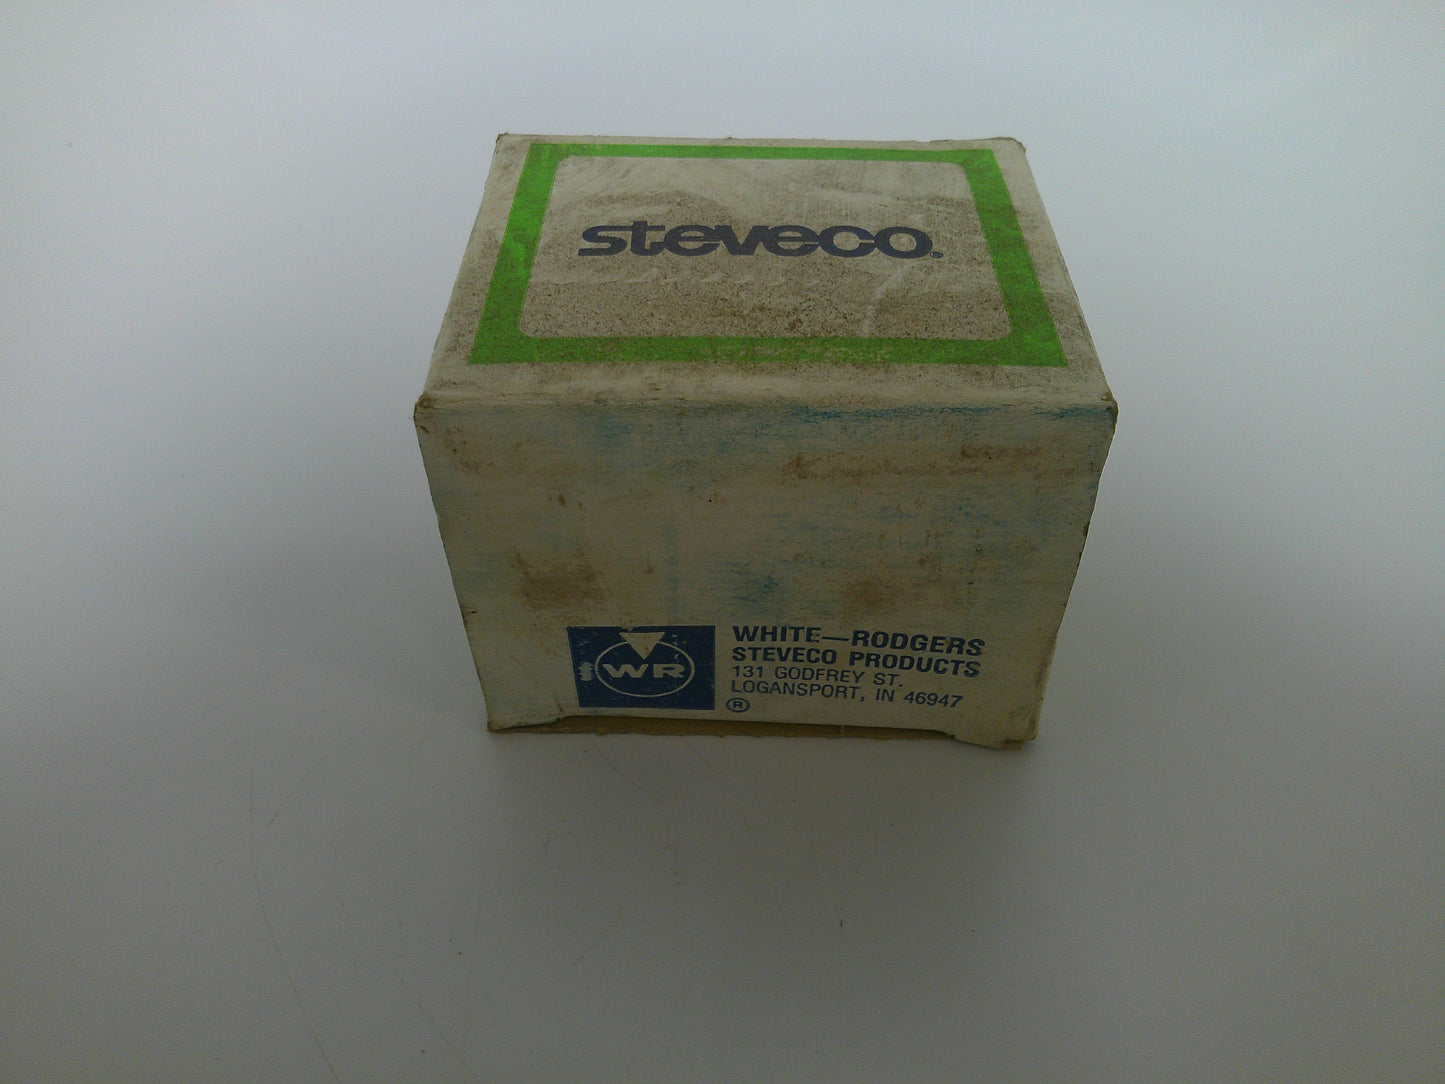 steveco®
WR
WHITE—RODGERS
STEVECO PRODUCTS
131 GODFREY ST.
LOGANSPORT, IN 46947
®